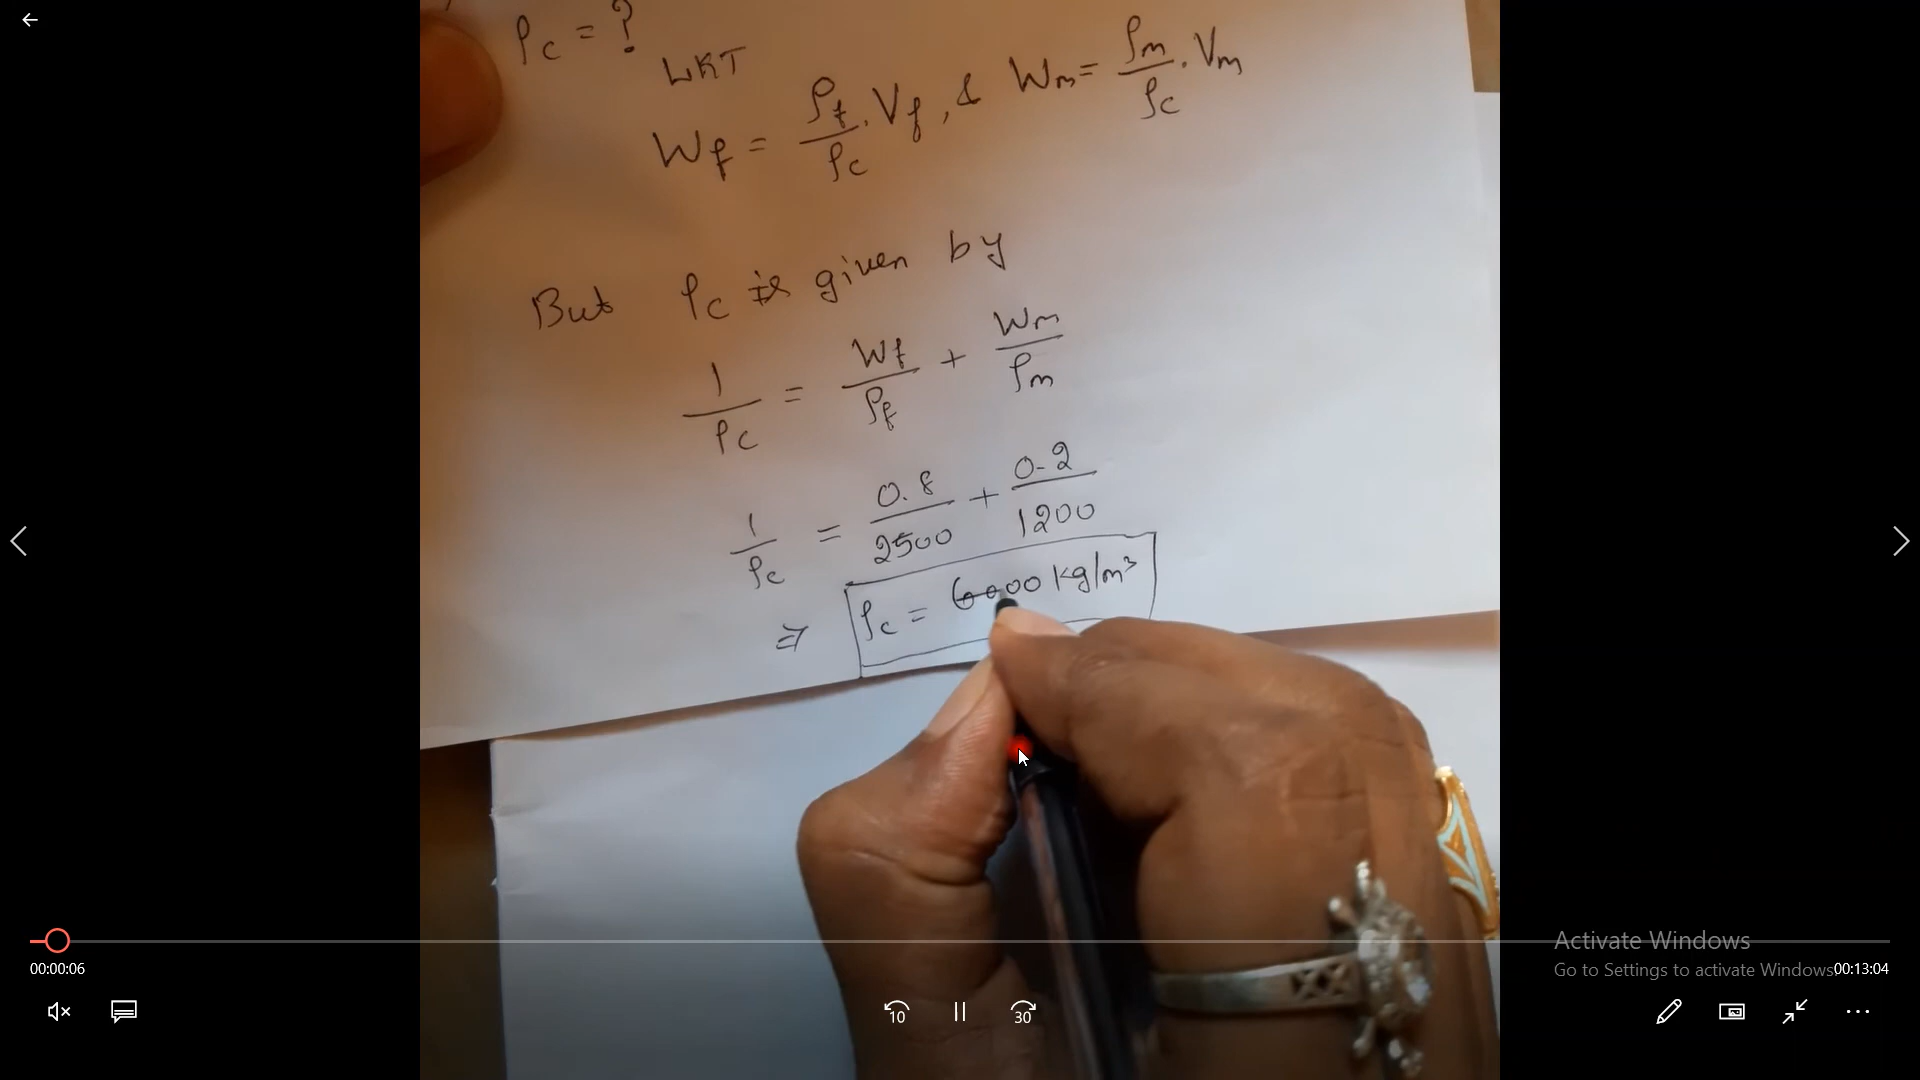 ρc = ?
LKT
Wf = ρf/ρc . Vf , & Wm = ρm/ρc . Vm
But ρc is given by
1/ρc = Wf/ρf + Wm/ρm
1/ρc = 0.8/2500 + 0.2/1200
⇒ ρc = 6000 kg/m³
Activate Windows
Go to Settings to activate Windows.
00:00:06
00:13:04
10
30